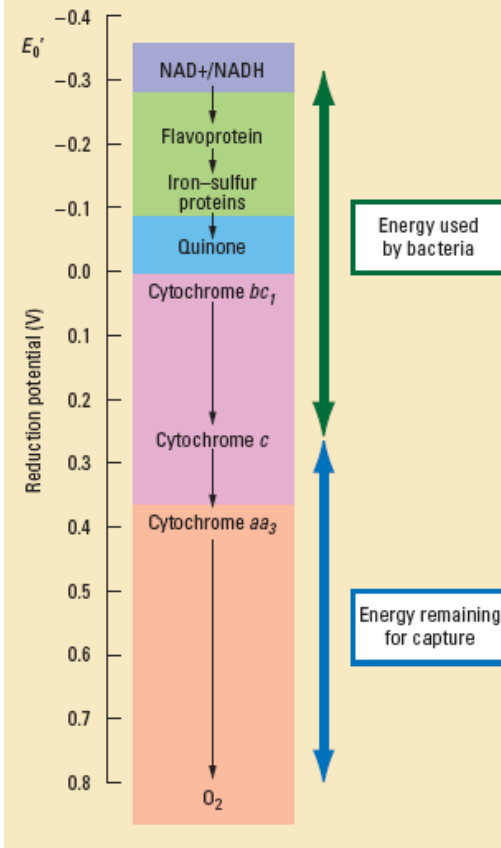 −0.4
E₀′
−0.3
−0.2
−0.1
0.0
0.1
0.2
0.3
0.4
0.5
0.6
0.7
0.8
Reduction potential (V)
NAD+/NADH
Flavoprotein
Iron–sulfur
proteins
Quinone
Cytochrome bc₁
Cytochrome c
Cytochrome aa₃
O₂
Energy used
by bacteria
Energy remaining
for capture